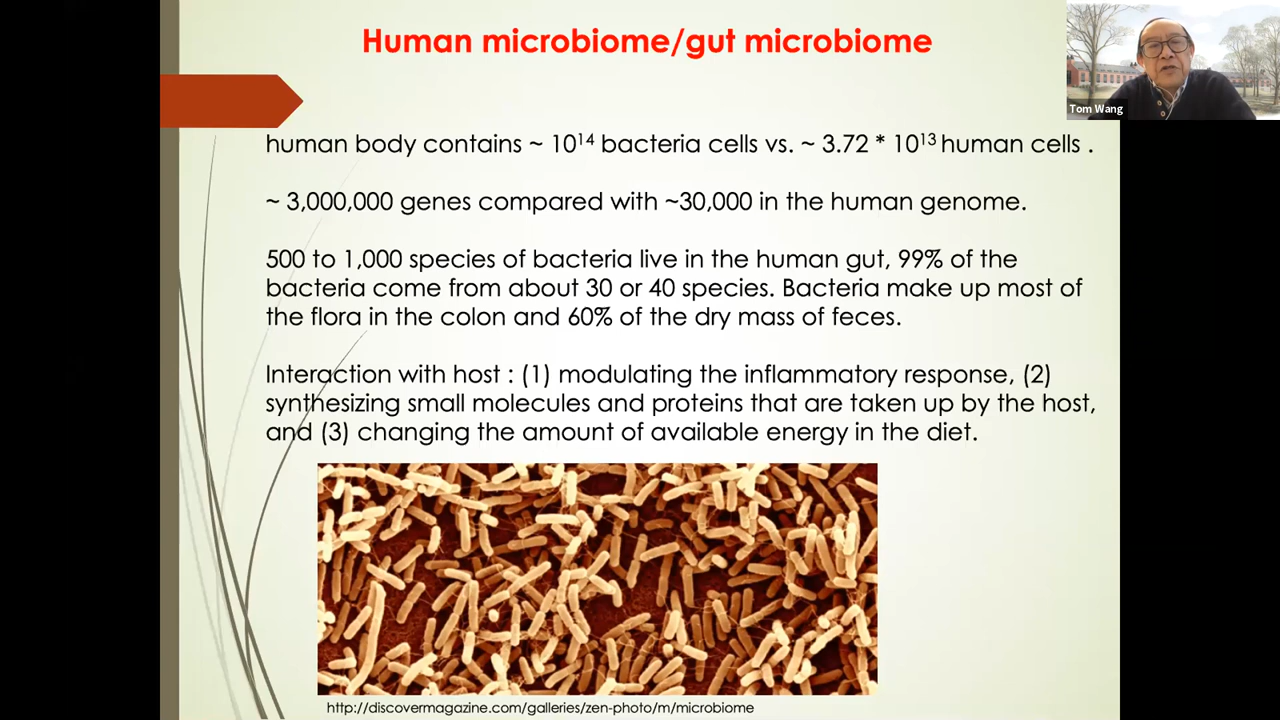 Human microbiome/gut microbiome
Tom Wang
human body contains ~ 10¹⁴ bacteria cells vs. ~ 3.72 * 10¹³ human cells .
~ 3,000,000 genes compared with ~30,000 in the human genome.
500 to 1,000 species of bacteria live in the human gut, 99% of the
bacteria come from about 30 or 40 species. Bacteria make up most of
the flora in the colon and 60% of the dry mass of feces.
Interaction with host : (1) modulating the inflammatory response, (2)
synthesizing small molecules and proteins that are taken up by the host,
and (3) changing the amount of available energy in the diet.
http://discovermagazine.com/galleries/zen-photo/m/microbiome